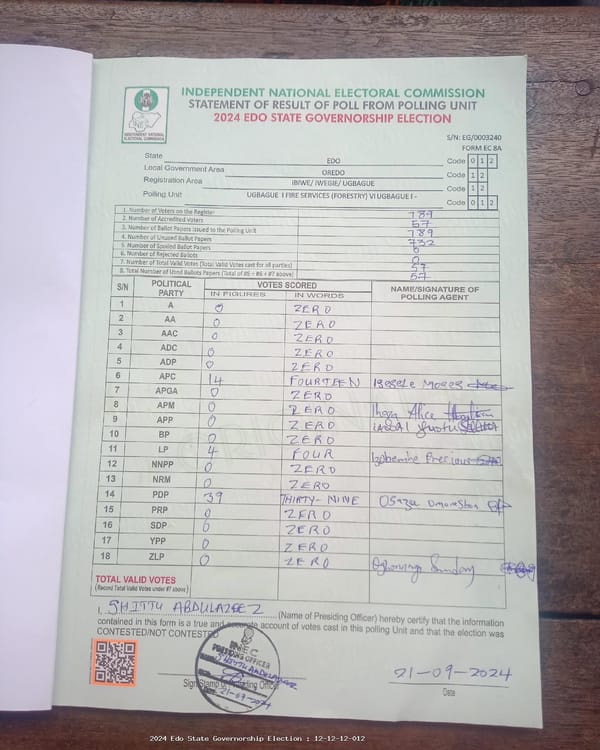 INDEPENDENT NATIONAL ELECTORAL COMMISSION
STATEMENT OF RESULT OF POLL FROM POLLING UNIT
2024 EDO STATE GOVERNORSHIP ELECTION
INDEPENDENT NATIONAL ELECTORAL COMMISSION
S/N: EG/0003240
FORM EC 8A
State EDO Code 0 1 2
Local Government Area OREDO Code 1 2
Registration Area IBIWE/ IWEGIE/ UGBAGUE Code 1 2
Polling Unit UGBAGUE I FIRE SERVICES (FORESTRY) VI UGBAGUE I - Code 0 1 2
1. Number of Voters on the Register 789
2. Number of Accredited Voters 57
3. Number of Ballot Papers Issued to the Polling Unit 789
4. Number of Unused Ballot Papers 732
5. Number of Spoiled Ballot Papers 0
6. Number of Rejected Ballots 0
7. Number of Total Valid Votes (Total Valid Votes cast for all parties) 57
8. Total Number of Used Ballots Papers (Total of #5 + #6 + #7 above) 57
S/N POLITICAL PARTY VOTES SCORED NAME/SIGNATURE OF POLLING AGENT
IN FIGURES IN WORDS
1 A 0 ZERO
2 AA 0 ZERO
3 AAC 0 ZERO
4 ADC 0 ZERO
5 ADP 0 ZERO
6 APC 14 FOURTEEN Moses
7 APGA 0 ZERO
8 APM 0 ZERO Alice
9 APP 0 ZERO
10 BP 0 ZERO
11 LP 4 FOUR Precious
12 NNPP 0 ZERO
13 NRM 0 ZERO
14 PDP 39 THIRTY-NINE Osaze
15 PRP 0 ZERO
16 SDP 0 ZERO
17 YPP 0 ZERO
18 ZLP 0 ZERO Sunday
TOTAL VALID VOTES
(Record Total Valid Votes under #7 above)
I, SHITTU ABDULAZEEZ (Name of Presiding Officer) hereby certify that the information
contained in this form is a true and accurate account of votes cast in this polling Unit and that the election was
CONTESTED/NOT CONTESTED
INEC
PRESIDING OFFICER
SHITTU ABDULAZEEZ
21-09-2024
Sign/Stamp of Presiding Officer
21-09-2024
Date
2024 Edo State Governorship Election : 12-12-12-012